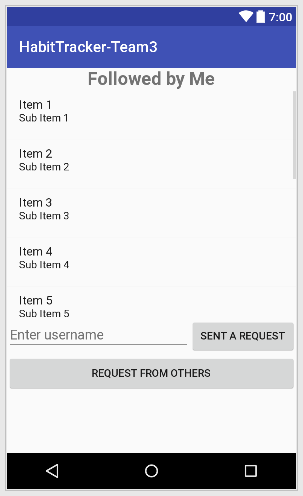 7:00
HabitTracker-Team3
Followed by Me
Item 1
Sub Item 1
Item 2
Sub Item 2
Item 3
Sub Item 3
Item 4
Sub Item 4
Item 5
Sub Item 5
Enter username SENT A REQUEST
REQUEST FROM OTHERS